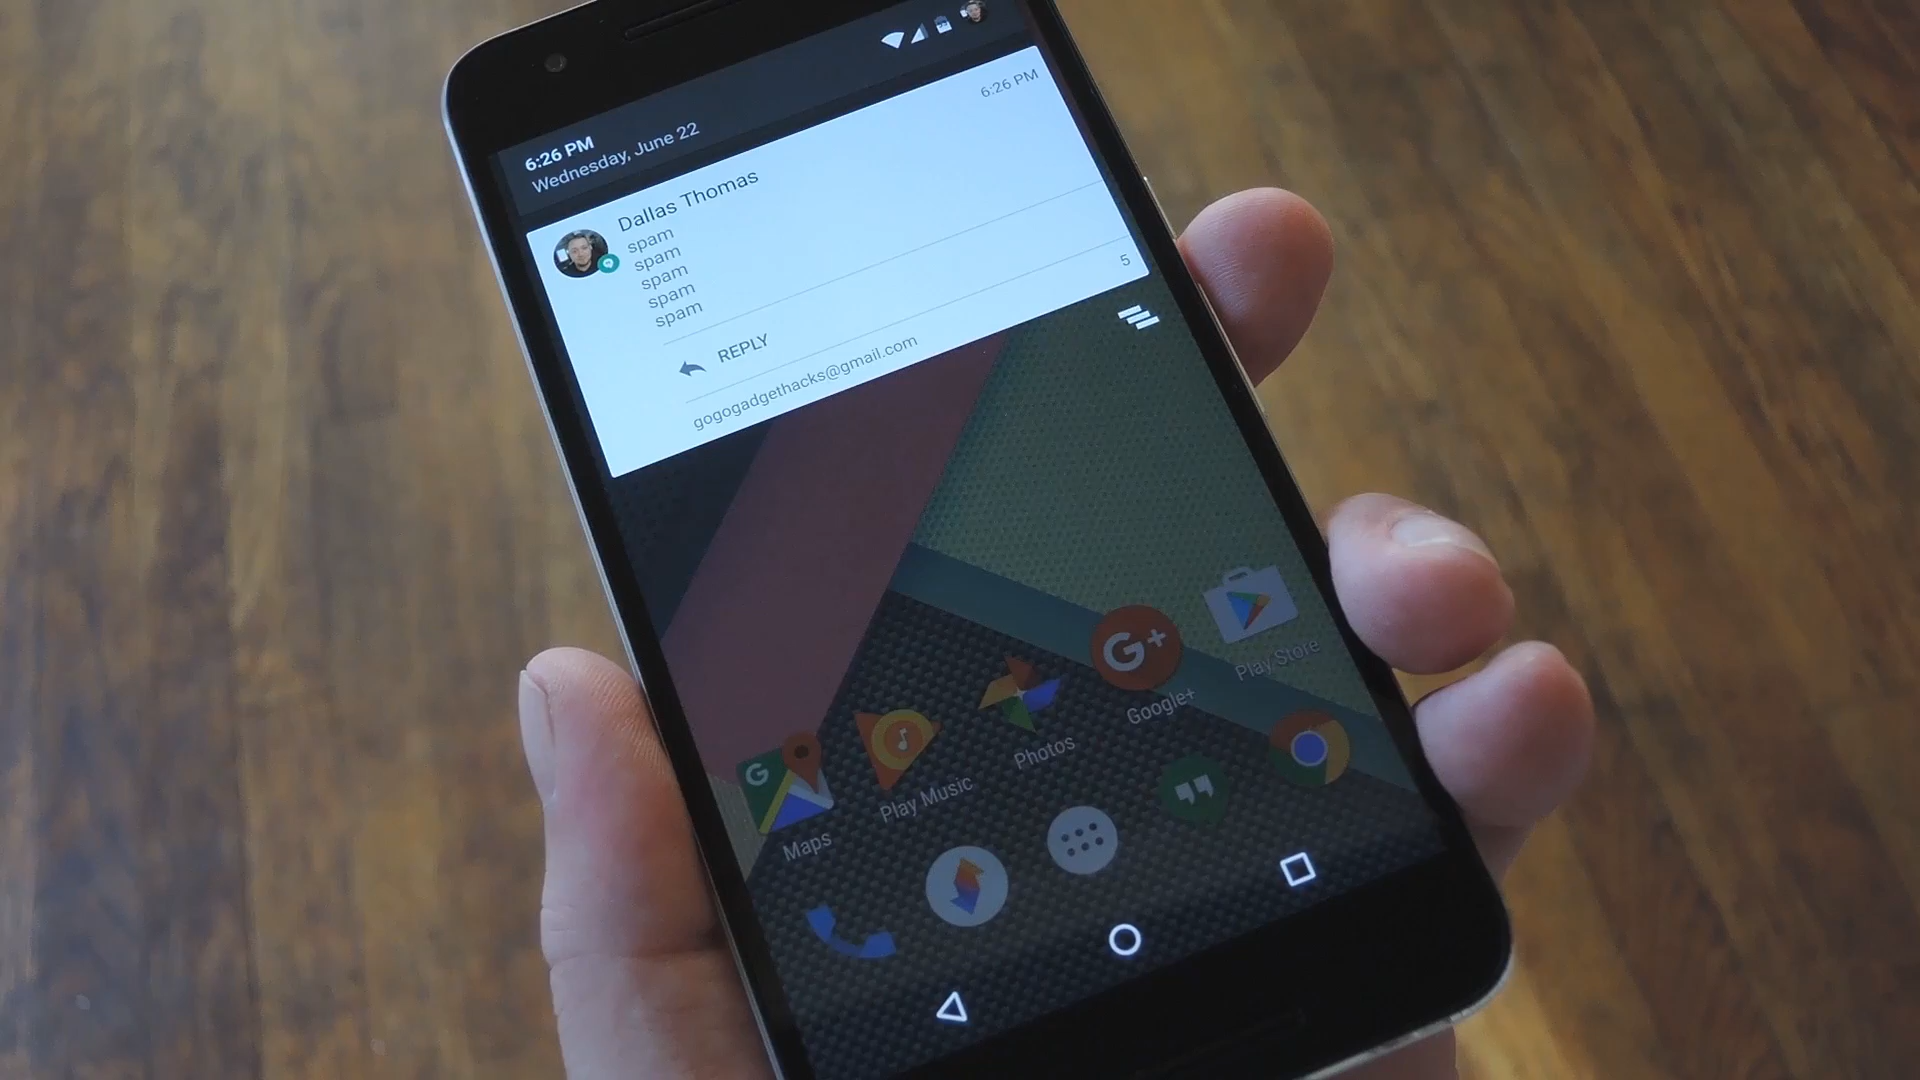 6:26 PM
Wednesday, June 22
6:26 PM
Dallas Thomas
spam
spam
spam
spam
spam
REPLY
gogogadgethacks@gmail.com
5
G+
Google+
Play Store
Photos
G
Play Music
Maps